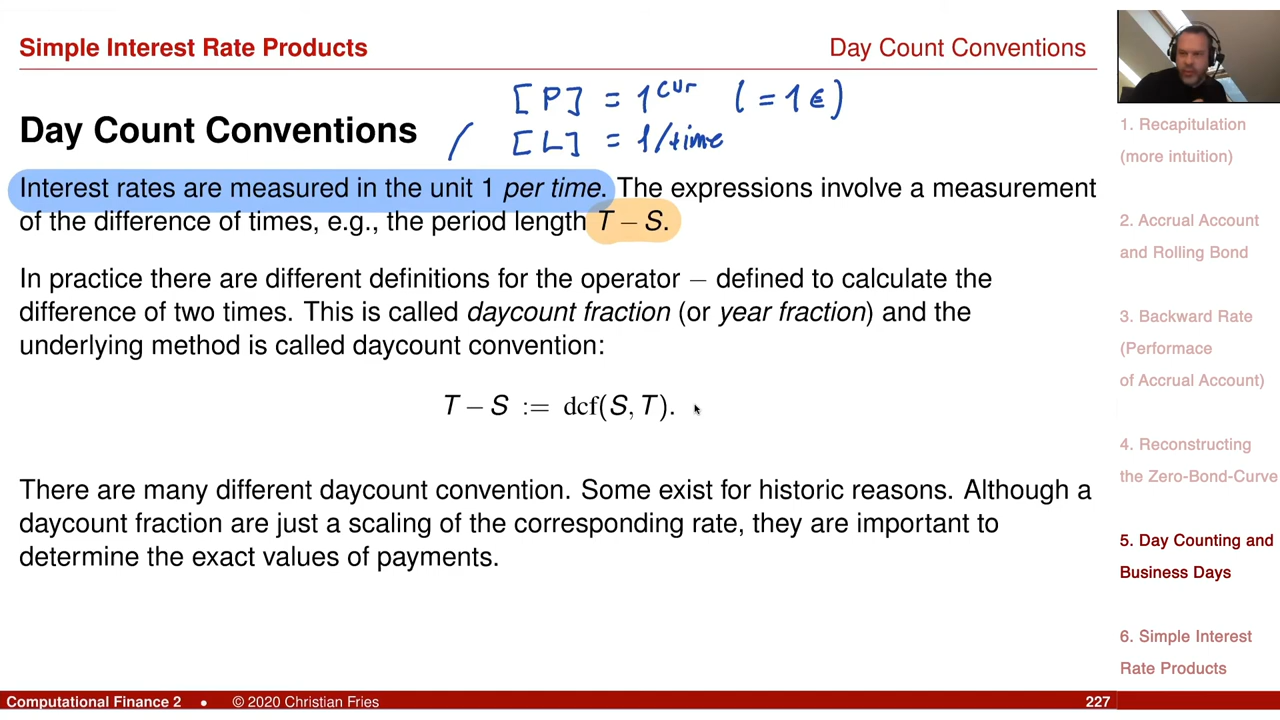 Simple Interest Rate Products
Day Count Conventions
[P] = 1 cur (= 1 €)
Day Count Conventions
[L] = 1/time
Interest rates are measured in the unit 1 per time. The expressions involve a measurement
of the difference of times, e.g., the period length T − S.
In practice there are different definitions for the operator − defined to calculate the
difference of two times. This is called daycount fraction (or year fraction) and the
underlying method is called daycount convention:
T − S := dcf(S, T).
There are many different daycount convention. Some exist for historic reasons. Although a
daycount fraction are just a scaling of the corresponding rate, they are important to
determine the exact values of payments.
1. Recapitulation
(more intuition)
2. Accrual Account
and Rolling Bond
3. Backward Rate
(Performace
of Accrual Account)
4. Reconstructing
the Zero-Bond-Curve
5. Day Counting and
Business Days
6. Simple Interest
Rate Products
Computational Finance 2 • © 2020 Christian Fries
227